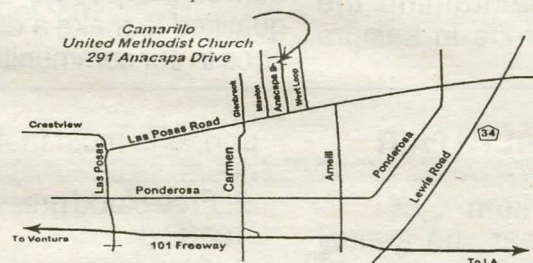 Camarillo
United Methodist Church
291 Anacapa Drive
Glenbrook
Mission
Anacapa
West Loop
Crestview
Las Posas Road
34
Las Posas
Carmen
Arneill
Ponderosa
Lewis Road
Ponderosa
To Ventura
101 Freeway
To LA